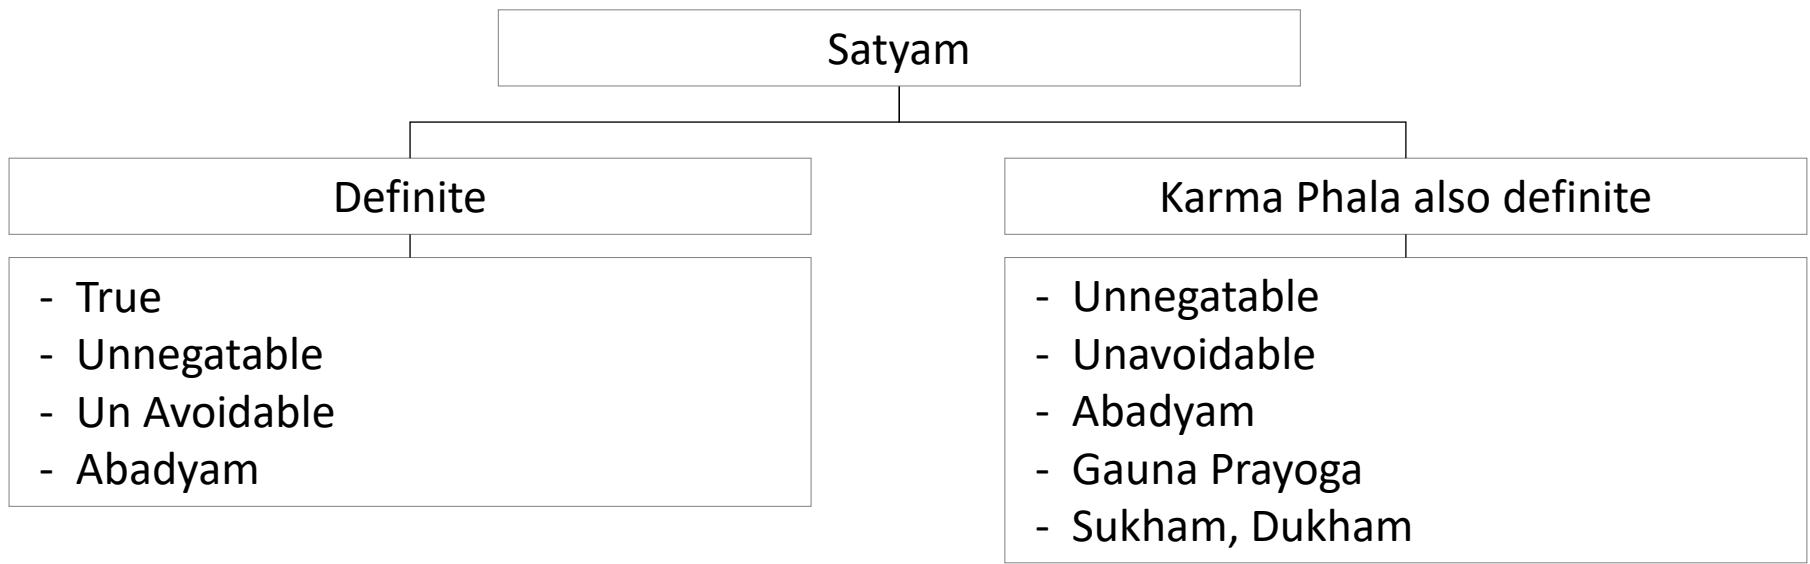 Satyam
Definite
Karma Phala also definite
- True
- Unnegatable
- Un Avoidable
- Abadyam
- Unnegatable
- Unavoidable
- Abadyam
- Gauna Prayoga
- Sukham, Dukham